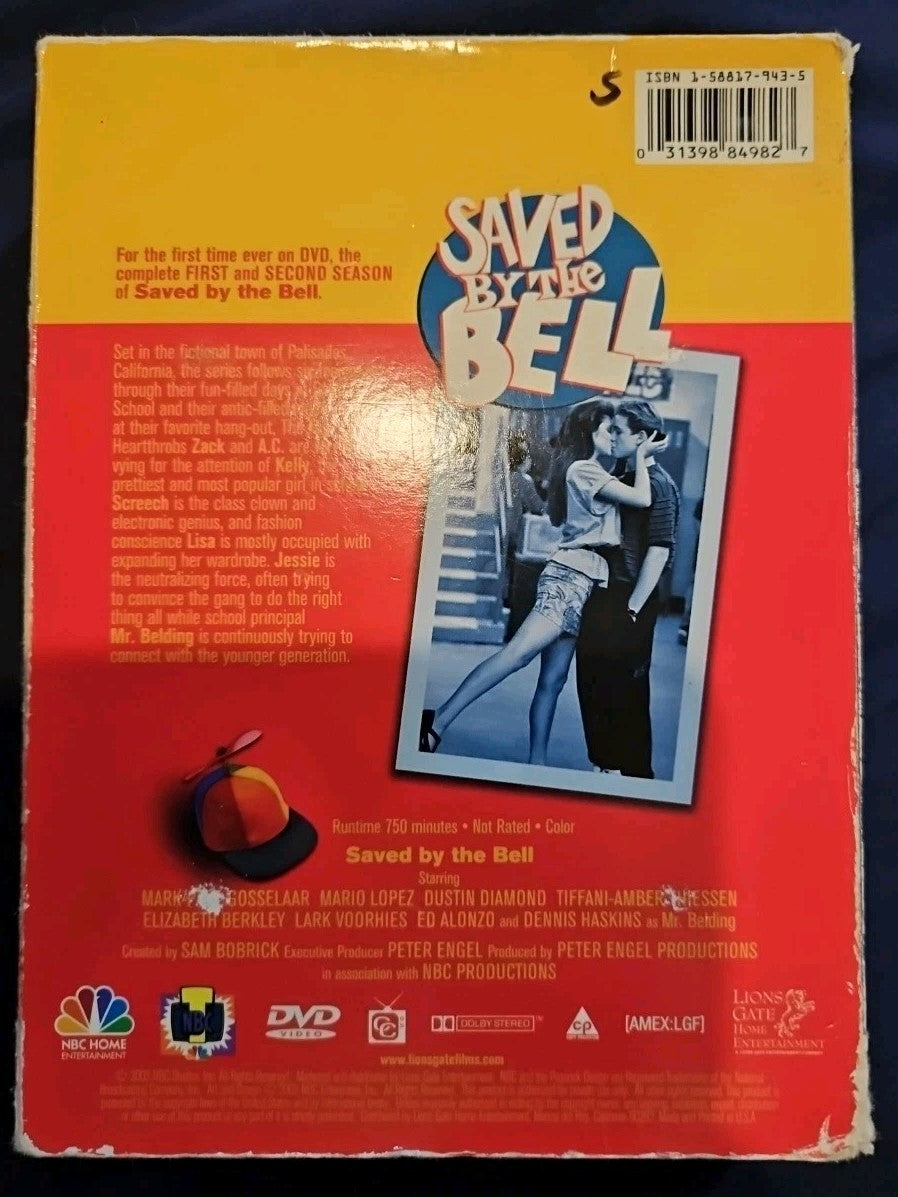 S
ISBN 1-58817-943-5
0 31398 84982 7
SAVED
BY THE
BELL
For the first time ever on DVD, the
complete FIRST and SECOND SEASON
of Saved by the Bell.
Set in the fictional town of Palisades,
California, the series follows
through their fun-filled days
School and their antic-filled
at their favorite hang-out,
Heartthrobs Zack and A.C. are
vying for the attention of Kelly,
prettiest and most popular girl in
Screech is the class clown and
electronic genius, and fashion
conscience Lisa is mostly occupied with
expanding her wardrobe. Jessie is
the neutralizing force, often trying
to convince the gang to do the right
thing all while school principal
Mr. Belding is continuously trying to
connect with the younger generation.
Runtime 750 minutes • Not Rated • Color
Saved by the Bell
Starring
MARK GOSSELAAR MARIO LOPEZ DUSTIN DIAMOND TIFFANI-AMBER
ELIZABETH BERKLEY LARK VOORHIES ED ALONZO and DENNIS HASKINS as Mr. Belding
Created by SAM BOBRICK Executive Producer PETER ENGEL Produced by PETER ENGEL PRODUCTIONS
in association with NBC PRODUCTIONS
NBC HOME
ENTERTAINMENT
NBC
DVD
VIDEO
CC
DOLBY STEREO
CP
[AMEX:LGF]
LIONS
GATE
HOME
ENTERTAINMENT
www.lionsgatefilms.com